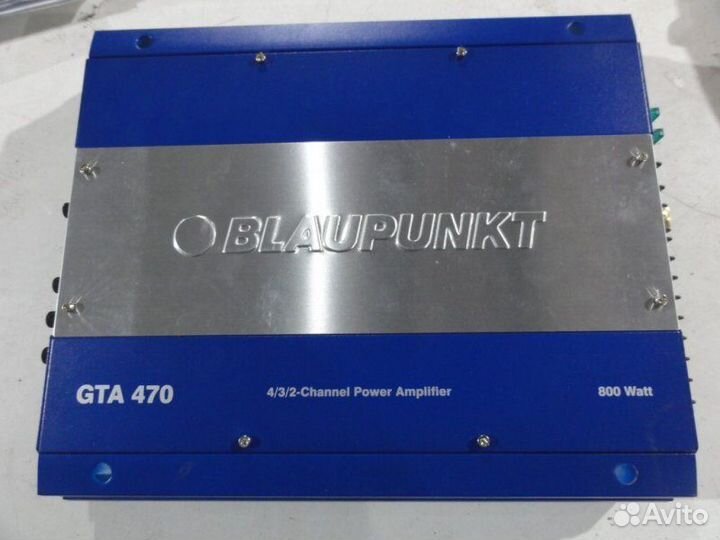 BLAUPUNKT
GTA 470
4/3/2-Channel Power Amplifier
800 Watt
Avito